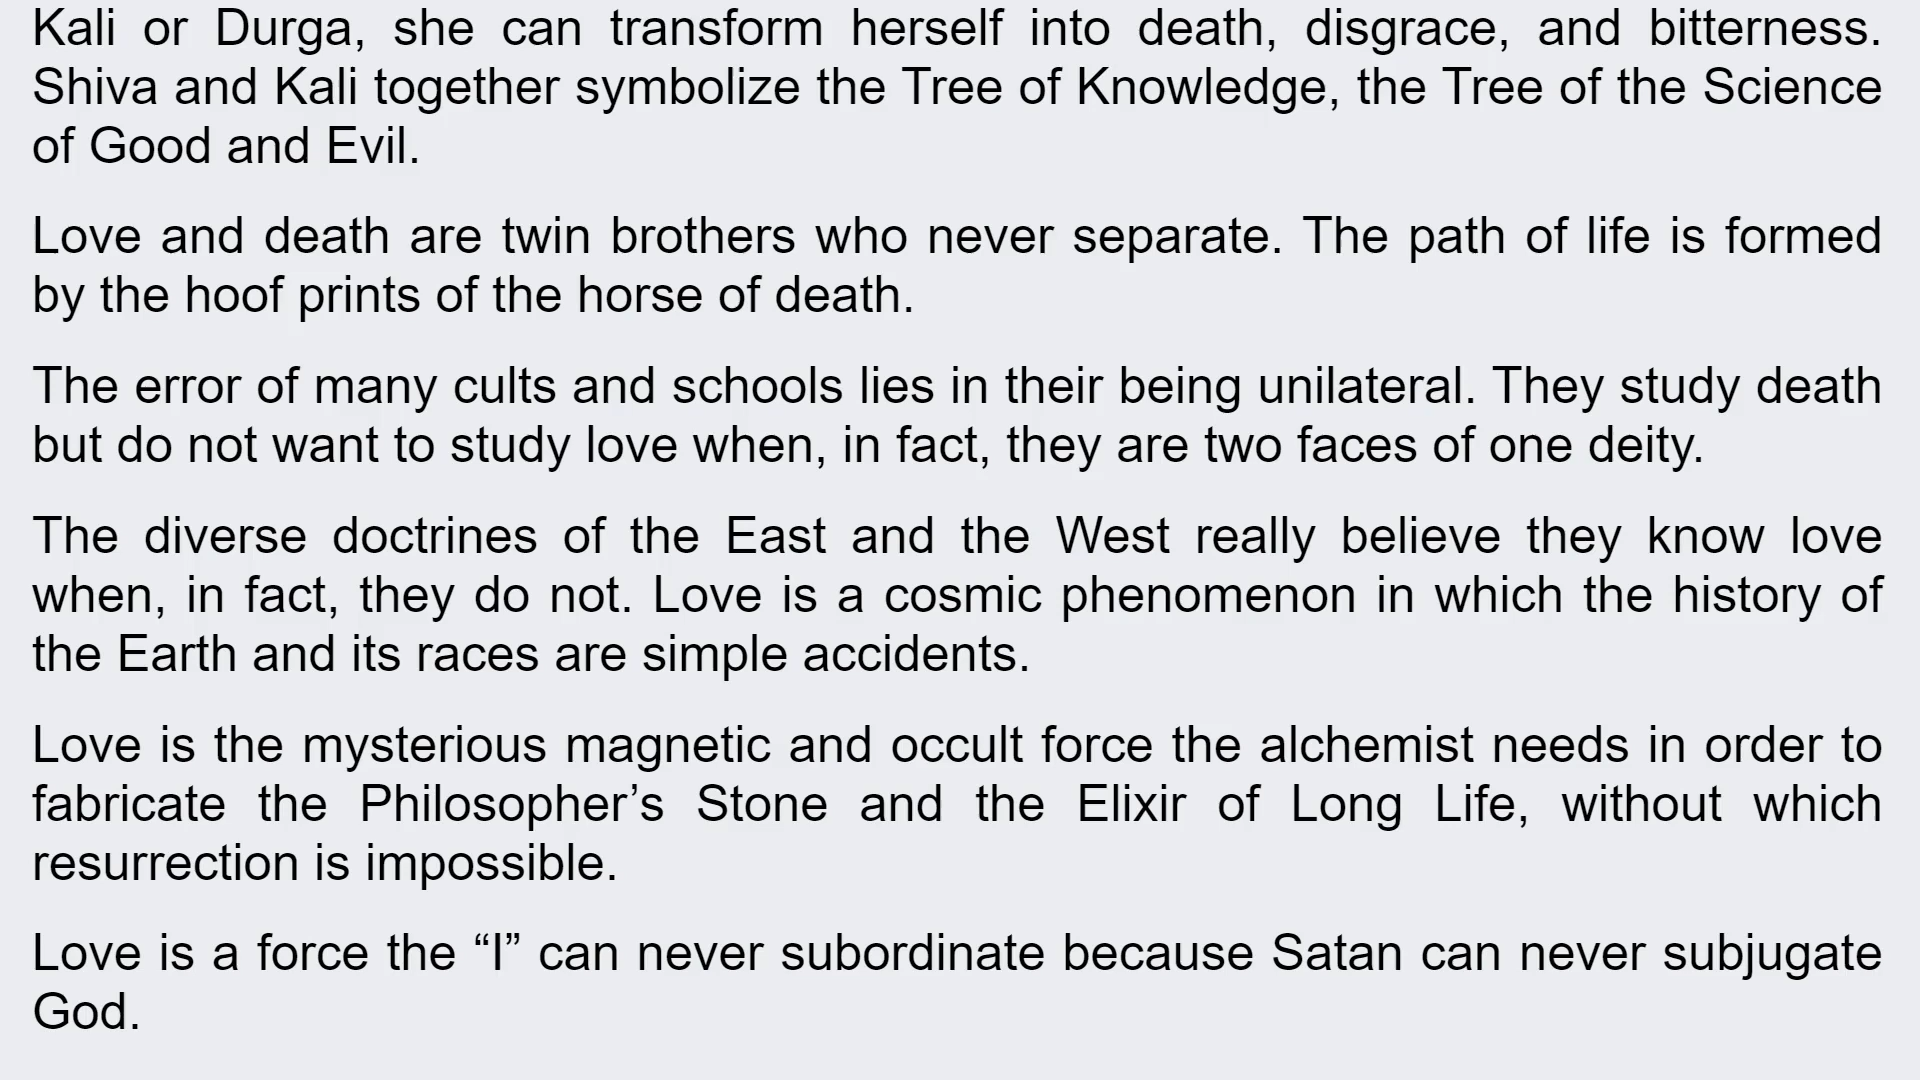 Kali or Durga, she can transform herself into death, disgrace, and bitterness.
Shiva and Kali together symbolize the Tree of Knowledge, the Tree of the Science
of Good and Evil.
Love and death are twin brothers who never separate. The path of life is formed
by the hoof prints of the horse of death.
The error of many cults and schools lies in their being unilateral. They study death
but do not want to study love when, in fact, they are two faces of one deity.
The diverse doctrines of the East and the West really believe they know love
when, in fact, they do not. Love is a cosmic phenomenon in which the history of
the Earth and its races are simple accidents.
Love is the mysterious magnetic and occult force the alchemist needs in order to
fabricate the Philosopher’s Stone and the Elixir of Long Life, without which
resurrection is impossible.
Love is a force the “I” can never subordinate because Satan can never subjugate
God.